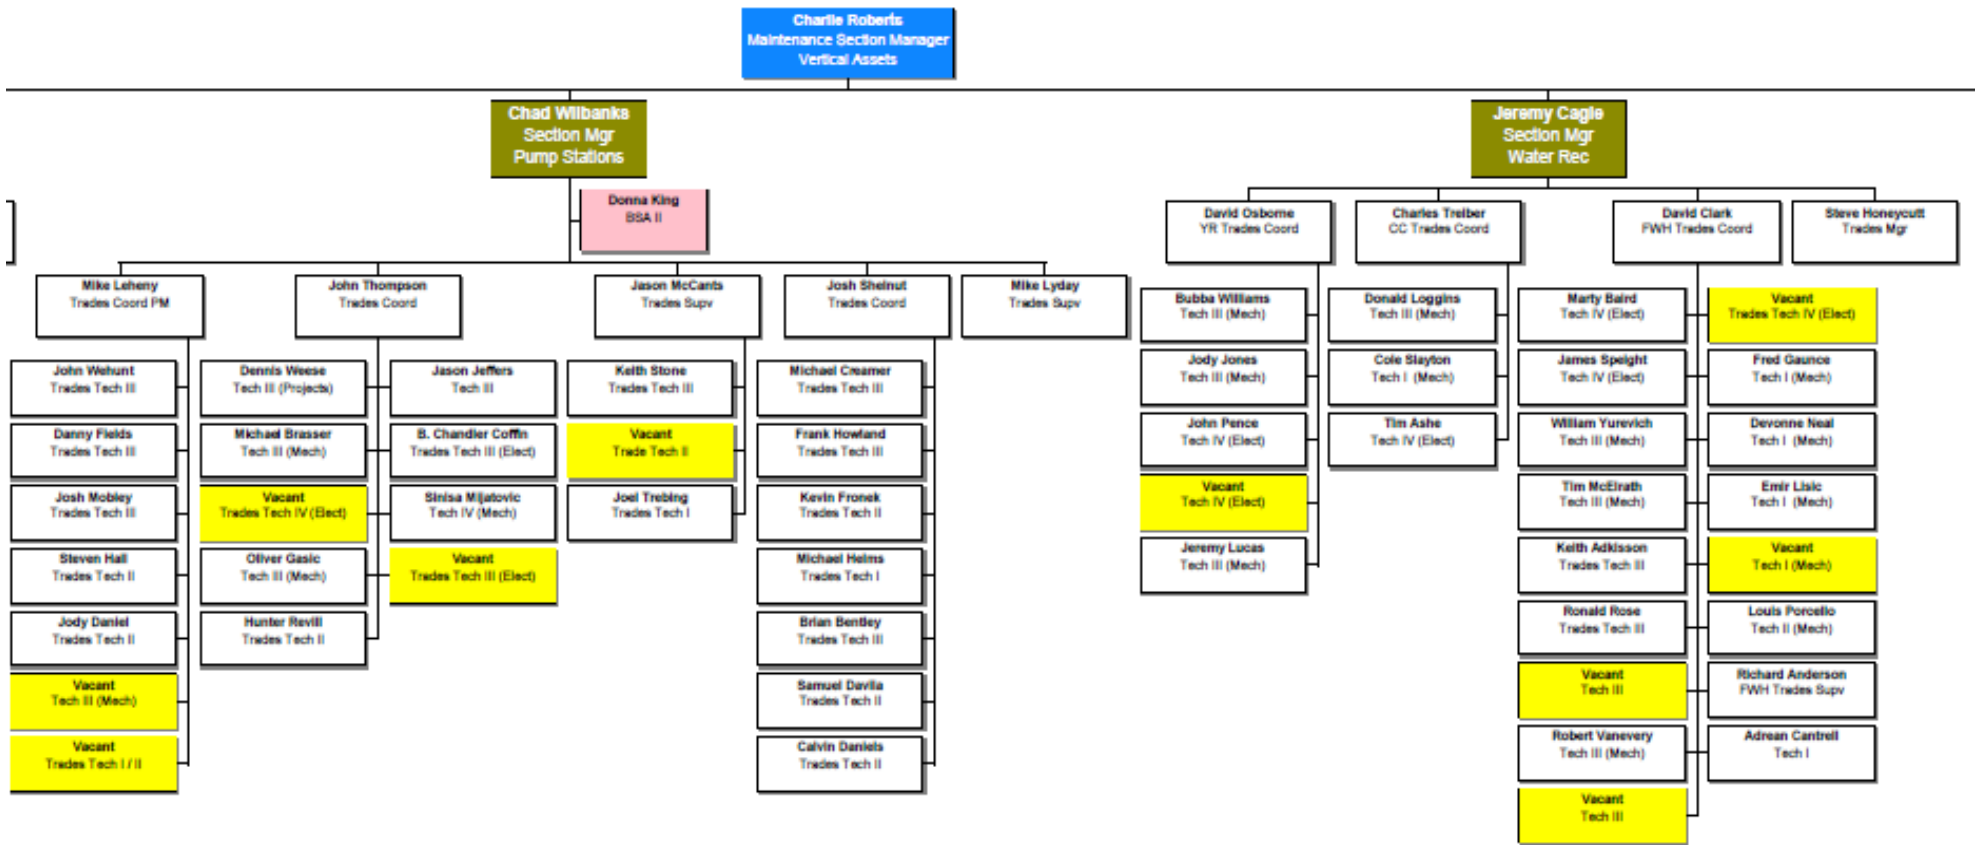 Charlie Roberts
Maintenance Section Manager
Vertical Assets
Chad Wilbanks
Section Mgr
Pump Stations
Donna King
BSA II
Mike Leheny
Trades Coord PM
John Wehunt
Trades Tech III
Danny Fields
Trades Tech III
Josh Mobley
Trades Tech III
Steven Hall
Trades Tech II
Jody Daniel
Trades Tech II
Vacant
Tech III (Mech)
Vacant
Trades Tech I / II
John Thompson
Trades Coord
Dennis Weese
Tech III (Projects)
Michael Brasser
Tech III (Mech)
Vacant
Trades Tech IV (Elect)
Oliver Gasic
Tech III (Mech)
Hunter Revill
Trades Tech II
Jason Jeffers
Tech III
B. Chandler Coffin
Trades Tech III (Elect)
Sinisa Mijatovic
Tech IV (Mech)
Vacant
Trades Tech III (Elect)
Jason McCants
Trades Supv
Keith Stone
Trades Tech III
Vacant
Trade Tech II
Joel Trebing
Trades Tech I
Josh Shelnut
Trades Coord
Michael Creamer
Trades Tech III
Frank Howland
Trades Tech III
Kevin Fronek
Trades Tech II
Michael Helms
Trades Tech I
Brian Bentley
Trades Tech III
Samuel Davila
Trades Tech II
Calvin Daniels
Trades Tech II
Mike Lyday
Trades Supv
Jeremy Cagle
Section Mgr
Water Rec
David Osborne
YR Trades Coord
Bubba Williams
Tech III (Mech)
Jody Jones
Tech III (Mech)
John Pence
Tech IV (Elect)
Vacant
Tech IV (Elect)
Jeremy Lucas
Tech III (Mech)
Charles Treiber
CC Trades Coord
Donald Loggins
Tech III (Mech)
Cole Slayton
Tech I (Mech)
Tim Ashe
Tech IV (Elect)
David Clark
FWH Trades Coord
Marty Baird
Tech IV (Elect)
James Speight
Tech IV (Elect)
William Yurevich
Tech III (Mech)
Tim McElrath
Tech III (Mech)
Keith Adkisson
Trades Tech III
Ronald Rose
Trades Tech III
Vacant
Tech III
Robert Vanevery
Tech III (Mech)
Vacant
Tech III
Vacant
Trades Tech IV (Elect)
Fred Gaunce
Tech I (Mech)
Devonne Neal
Tech I (Mech)
Emir Lisic
Tech I (Mech)
Vacant
Tech I (Mech)
Louis Porcello
Tech II (Mech)
Richard Anderson
FWH Trades Supv
Adrean Cantrell
Tech I
Steve Honeycutt
Trades Mgr